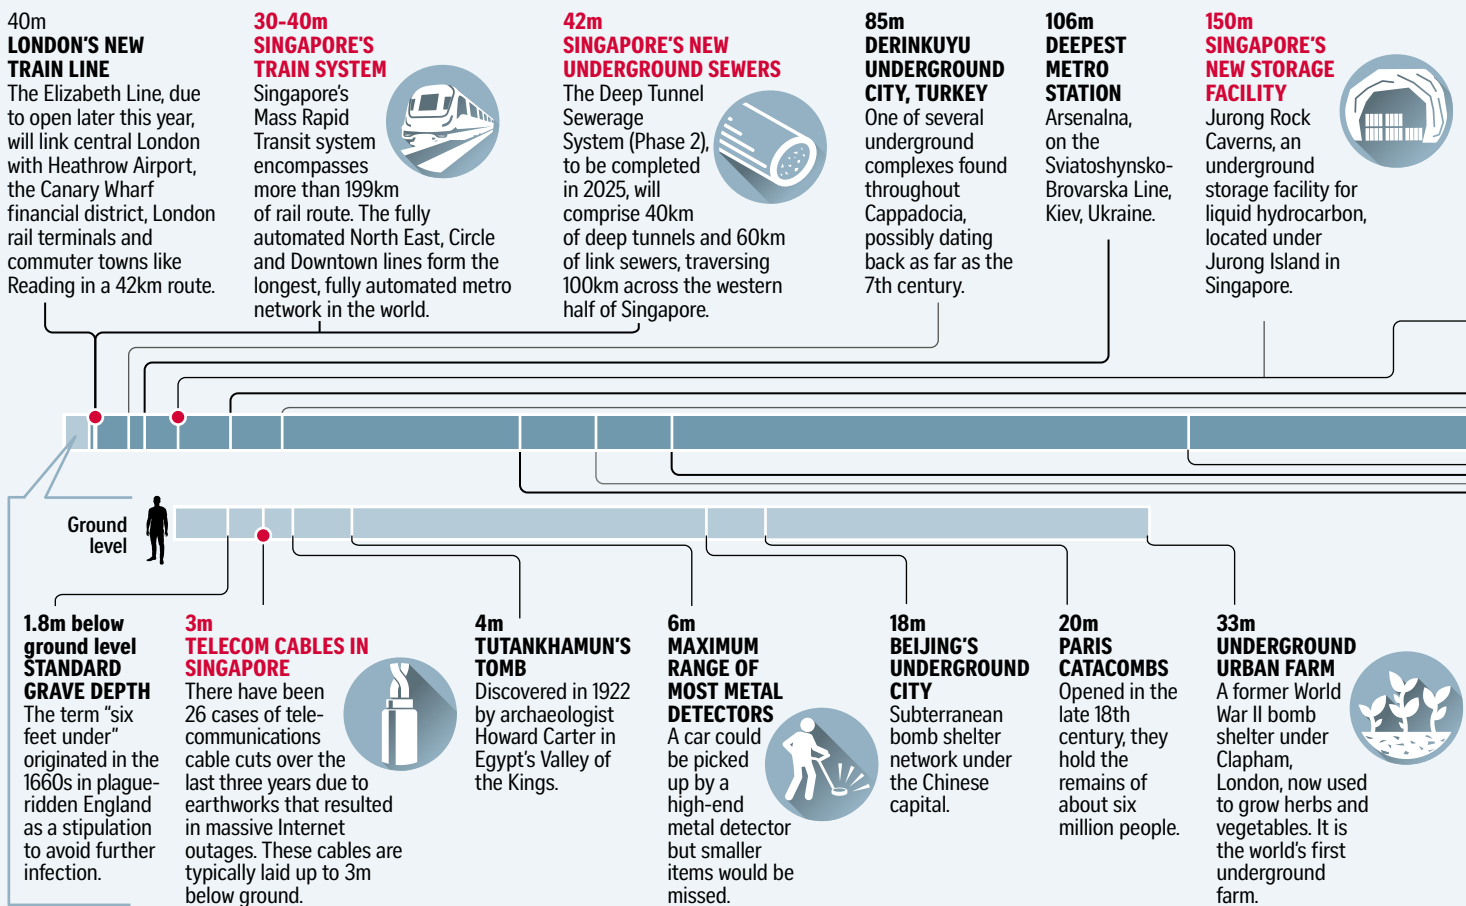 40m
LONDON'S NEW
TRAIN LINE
The Elizabeth Line, due
to open later this year,
will link central London
with Heathrow Airport,
the Canary Wharf
financial district, London
rail terminals and
commuter towns like
Reading in a 42km route.
30-40m
SINGAPORE'S
TRAIN SYSTEM
Singapore's
Mass Rapid
Transit system
encompasses
more than 199km
of rail route. The fully
automated North East, Circle
and Downtown lines form the
longest, fully automated metro
network in the world.
42m
SINGAPORE'S NEW
UNDERGROUND SEWERS
The Deep Tunnel
Sewerage
System (Phase 2),
to be completed
in 2025, will
comprise 40km
of deep tunnels and 60km
of link sewers, traversing
100km across the western
half of Singapore.
85m
DERINKUYU
UNDERGROUND
CITY, TURKEY
One of several
underground
complexes found
throughout
Cappadocia,
possibly dating
back as far as the
7th century.
106m
DEEPEST
METRO
STATION
Arsenalna,
on the
Sviatoshynsko-
Brovarska Line,
Kiev, Ukraine.
150m
SINGAPORE'S
NEW STORAGE
FACILITY
Jurong Rock
Caverns, an
underground
storage facility for
liquid hydrocarbon,
located under
Jurong Island in
Singapore.
Ground
level
1.8m below
ground level
STANDARD
GRAVE DEPTH
The term "six
feet under"
originated in the
1660s in plague-
ridden England
as a stipulation
to avoid further
infection.
3m
TELECOM CABLES IN
SINGAPORE
There have been
26 cases of tele-
communications
cable cuts over the
last three years due to
earthworks that resulted
in massive Internet
outages. These cables are
typically laid up to 3m
below ground.
4m
TUTANKHAMUN'S
TOMB
Discovered in 1922
by archaeologist
Howard Carter in
Egypt's Valley of
the Kings.
6m
MAXIMUM
RANGE OF
MOST METAL
DETECTORS
A car could
be picked
up by a
high-end
metal detector
but smaller
items would be
missed.
18m
BEIJING'S
UNDERGROUND
CITY
Subterranean
bomb shelter
network under
the Chinese
capital.
20m
PARIS
CATACOMBS
Opened in the
late 18th
century, they
hold the
remains of
about six
million people.
33m
UNDERGROUND
URBAN FARM
A former World
War II bomb
shelter under
Clapham,
London, now used
to grow herbs and
vegetables. It is
the world's first
underground
farm.